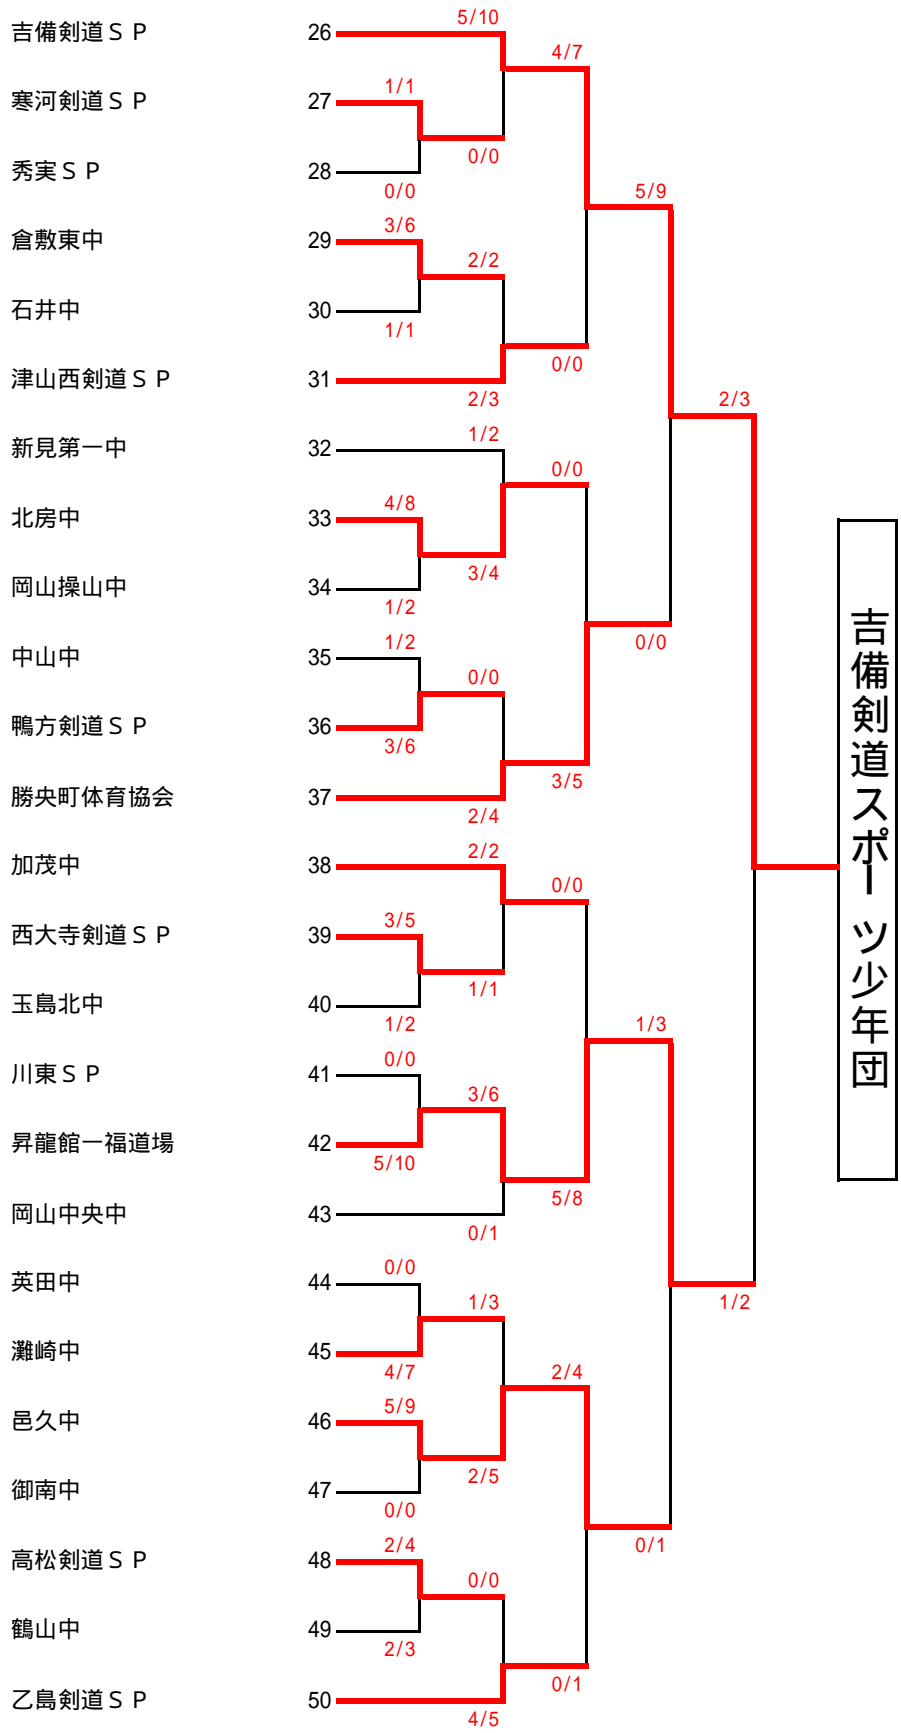 吉備剣道ＳＰ 26 5/10
4/7
寒河剣道ＳＰ 27 1/1
0/0
秀実ＳＰ 28 0/0
5/9
倉敷東中 29 3/6
2/2
石井中 30 1/1
0/0
津山西剣道ＳＰ 31 2/3
2/3
新見第一中 32 1/2
0/0
北房中 33 4/8
3/4
岡山操山中 34 1/2
0/0
中山中 35 1/2
0/0
鴨方剣道ＳＰ 36 3/6
3/5
勝央町体育協会 37 2/4
吉備剣道スポーツ少年団
加茂中 38 2/2
0/0
西大寺剣道ＳＰ 39 3/5
1/1
玉島北中 40 1/2
1/3
川東ＳＰ 41 0/0
3/6
昇龍館一福道場 42 5/10
5/8
岡山中央中 43 0/1
英田中 44 0/0
1/3
1/2
灘崎中 45 4/7
2/4
邑久中 46 5/9
2/5
御南中 47 0/0
0/1
高松剣道ＳＰ 48 2/4
0/0
鶴山中 49 2/3
0/1
乙島剣道ＳＰ 50 4/5